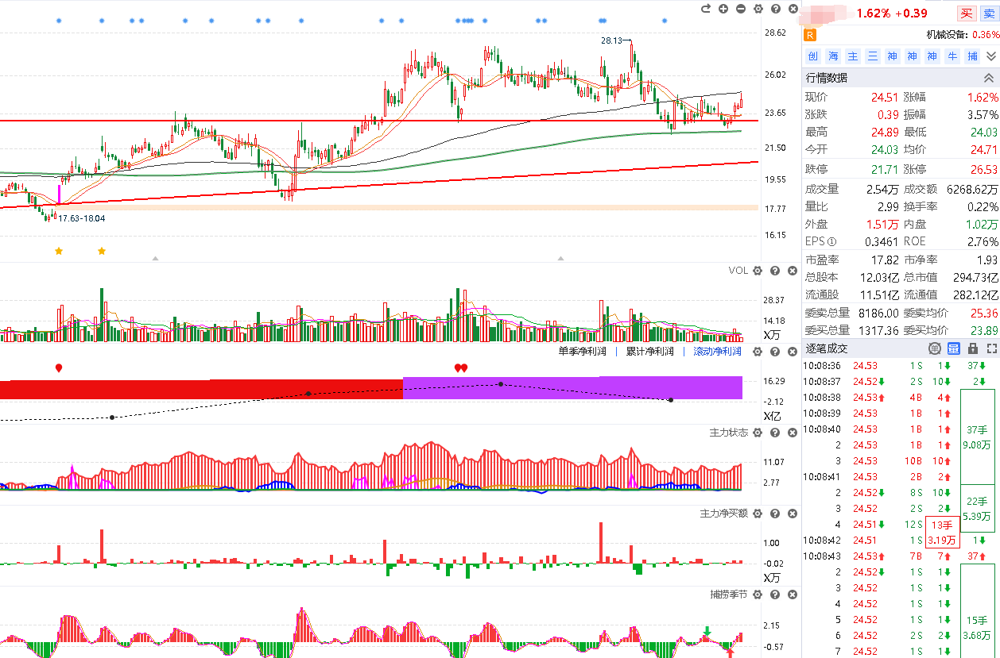 28.13
28.62
26.02
23.65
21.50
19.55
17.77
16.15
17.63-18.04
VOL
28.37
14.18
X万
单季净利润 | 累计净利润 | 滚动净利润
16.29
-2.12
X亿
主力状态
11.07
2.77
主力净买额
1.00
-0.02
X万
捕捞季节
2.15
-0.57
1.62% +0.39 买 卖
R 机械设备: 0.36%
创 海 主 三 神 神 神 牛 捕
行情数据
现价 24.51 涨幅 1.62%
涨跌 0.39 振幅 3.57%
最高 24.89 最低 24.03
今开 24.03 均价 24.71
跌停 21.71 涨停 26.53
成交量 2.54万 成交额 6268.62万
量比 2.99 换手率 0.22%
外盘 1.51万 内盘 1.02万
EPS① 0.3461 ROE 2.76%
市盈率 17.82 市净率 1.93
总股本 12.03亿 总市值 294.73亿
流通股 11.51亿 流通值 282.12亿
委卖总量 8186.00 委卖均价 25.36
委买总量 1317.36 委买均价 23.89
逐笔成交 单 量
10:08:36 24.53 1 S 1 37
10:08:37 24.52 2 S 10 2
10:08:38 24.53 4 B 4
10:08:39 24.53 1 B 1
10:08:40 24.53 1 B 1 37手
2 24.53 1 B 1 9.08万
3 24.53 10 B 10
10:08:41 24.53 2 B 2
2 24.52 8 S 10 22手
3 24.52 2 S 2 5.39万
4 24.51 12 S 13手
10:08:42 24.51 1 S 3.19万 1
10:08:43 24.53 7 B 7 37
2 24.52 1 S 1
3 24.52 1 S 1
4 24.52 1 S 1
5 24.52 1 S 1 15手
6 24.52 2 S 2 3.68万
7 24.52 1 S 1